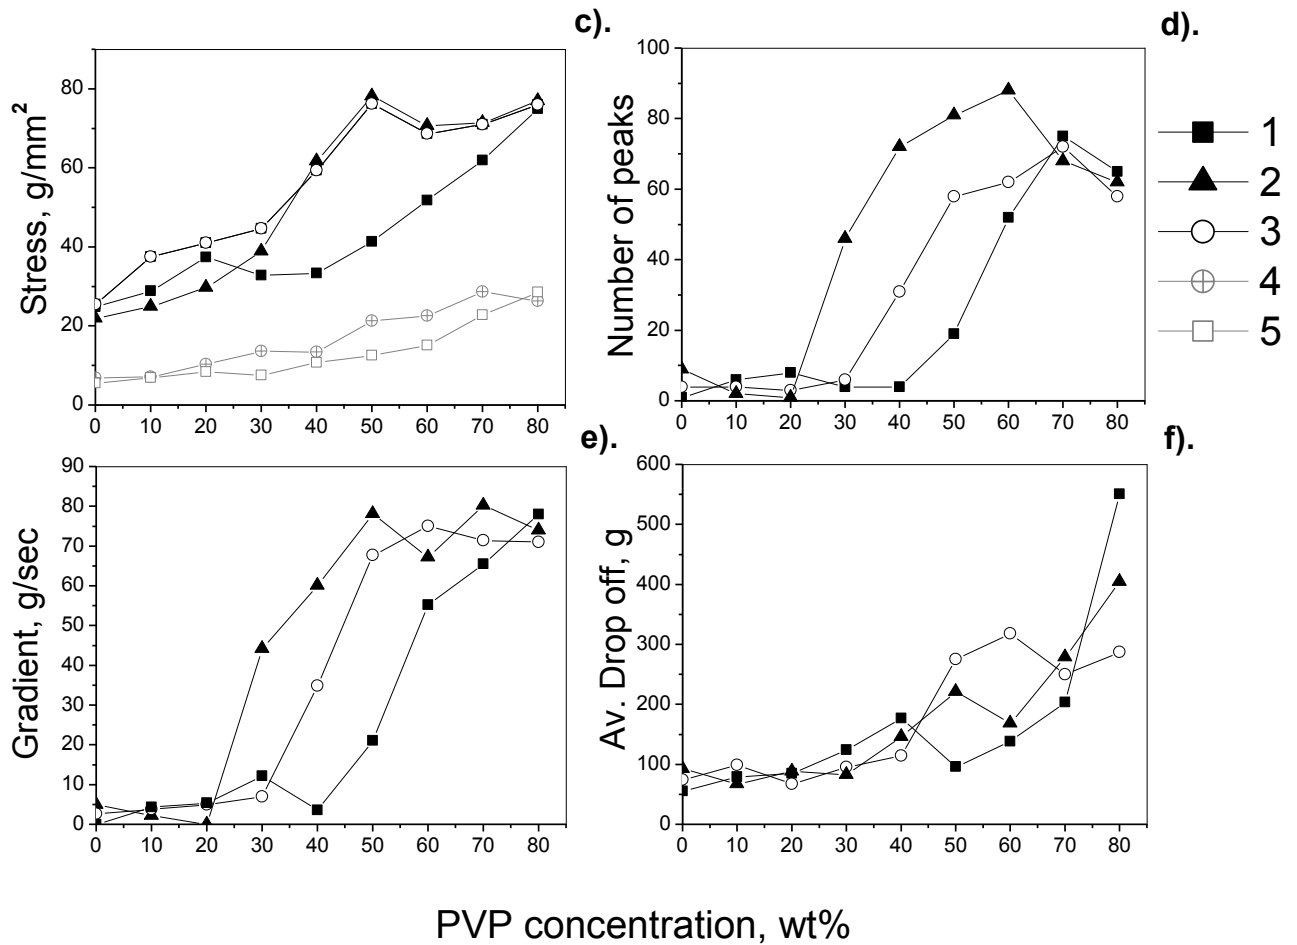 c).
Stress, g/mm²
80
60
40
20
0
0 10 20 30 40 50 60 70 80
d).
Number of peaks
100
80
60
40
20
0
0 10 20 30 40 50 60 70 80
1
2
3
4
5
e).
Gradient, g/sec
90
80
70
60
50
40
30
20
10
0
0 10 20 30 40 50 60 70 80
f).
Av. Drop off, g
600
500
400
300
200
100
0
0 10 20 30 40 50 60 70 80
PVP concentration, wt%